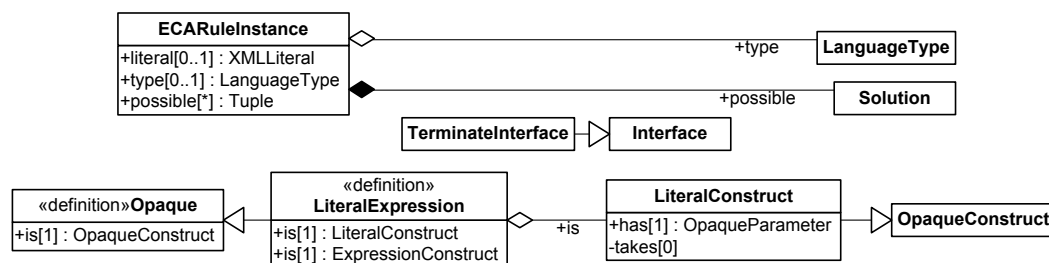 ECARuleInstance
+literal[0..1] : XMLLiteral
+type[0..1] : LanguageType
+possible[*] : Tuple
+type
LanguageType
+possible
Solution
TerminateInterface
Interface
«definition»Opaque
+is[1] : OpaqueConstruct
«definition»
LiteralExpression
+is[1] : LiteralConstruct
+is[1] : ExpressionConstruct
+is
LiteralConstruct
+has[1] : OpaqueParameter
-takes[0]
OpaqueConstruct